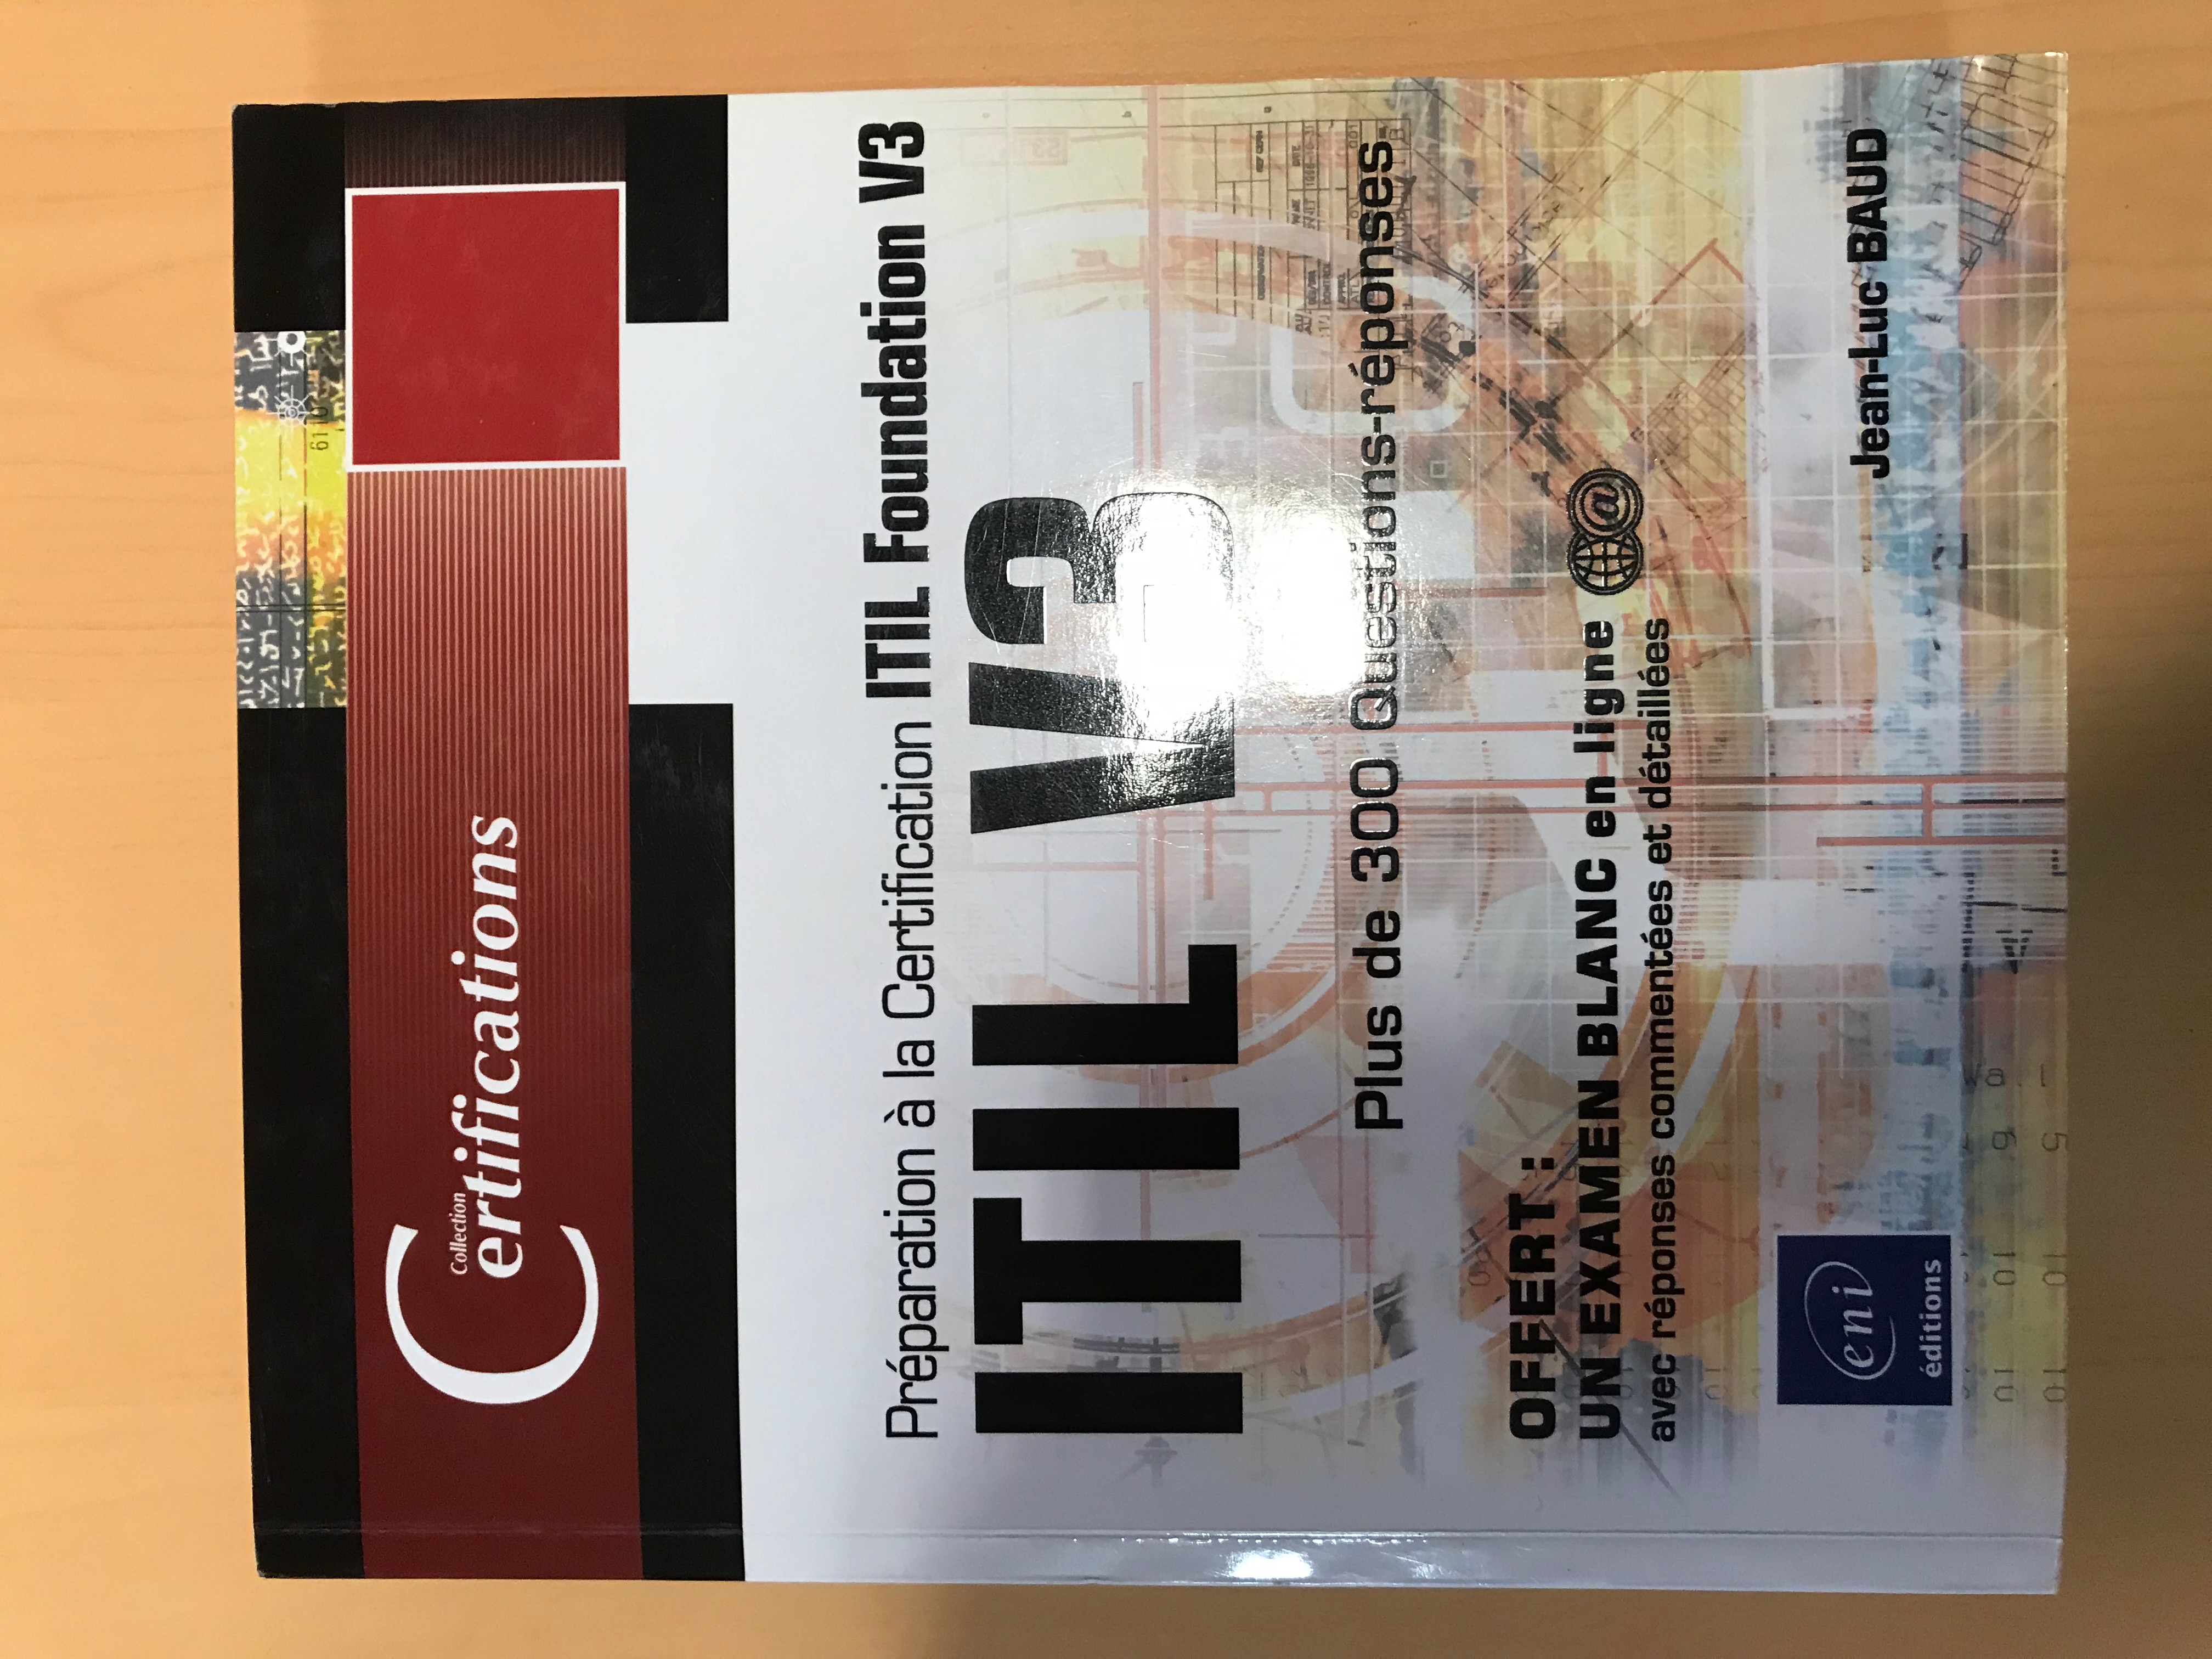 6110
Collection
Certifications
Préparation à la Certification ITIL Foundation V3
ITIL V3
Plus de 300 Questions-réponses
OFFERT :
UN EXAMEN BLANC en ligne @
avec réponses commentées et détaillées
eni
éditions
Jean-Luc BAUD